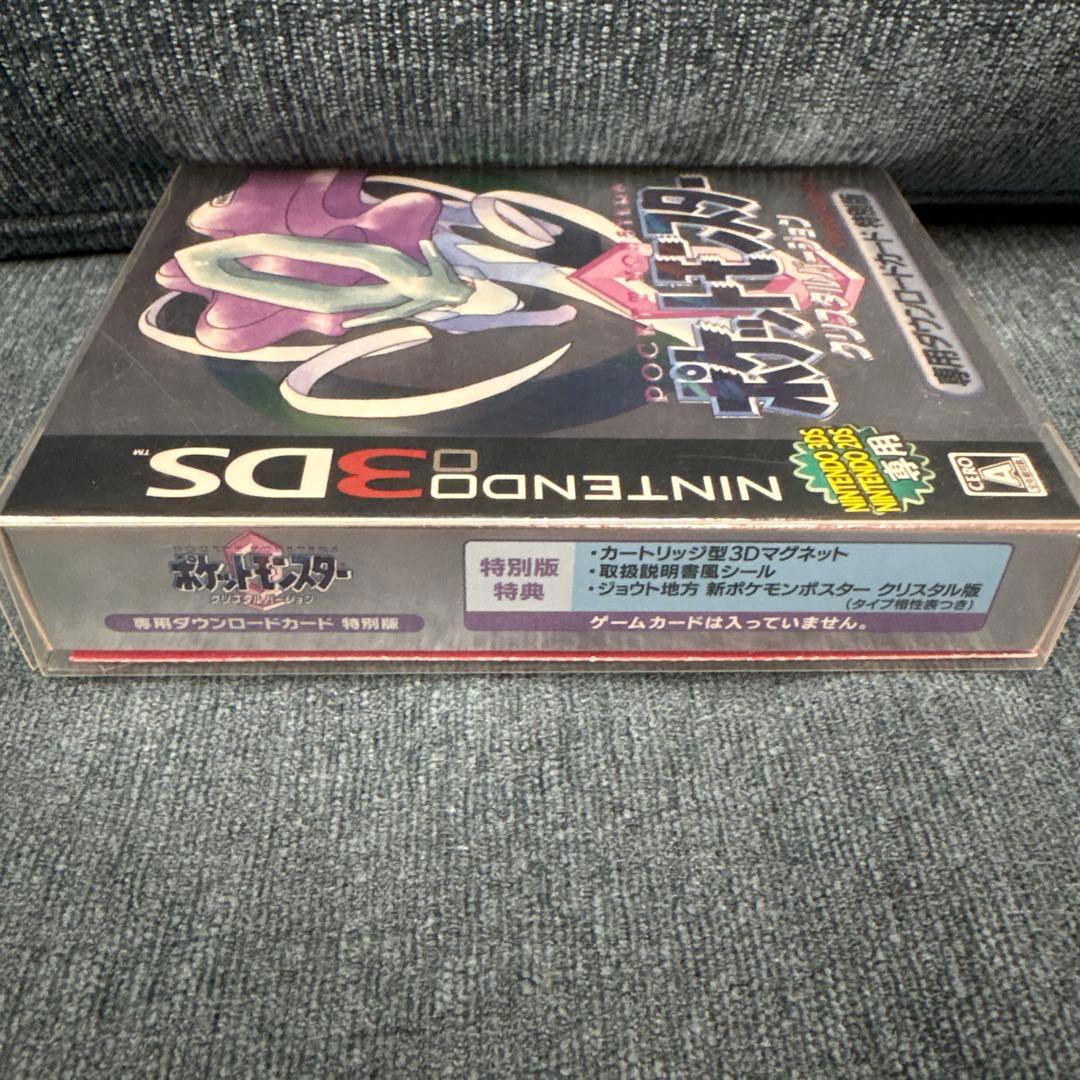 ポケットモンスター
クリスタルバージョン
専用ダウンロードカード 特別版
NINTENDO 3DS™
NINTENDO 3DS
NINTENDO 2DS
専用
CERO
A
ポケットモンスター
クリスタルバージョン
専用ダウンロードカード 特別版
特別版
特典
・カートリッジ型3Dマグネット
・取扱説明書風シール
・ジョウト地方 新ポケモンポスター クリスタル版
(タイプ相性表つき)
ゲームカードは入っていません。